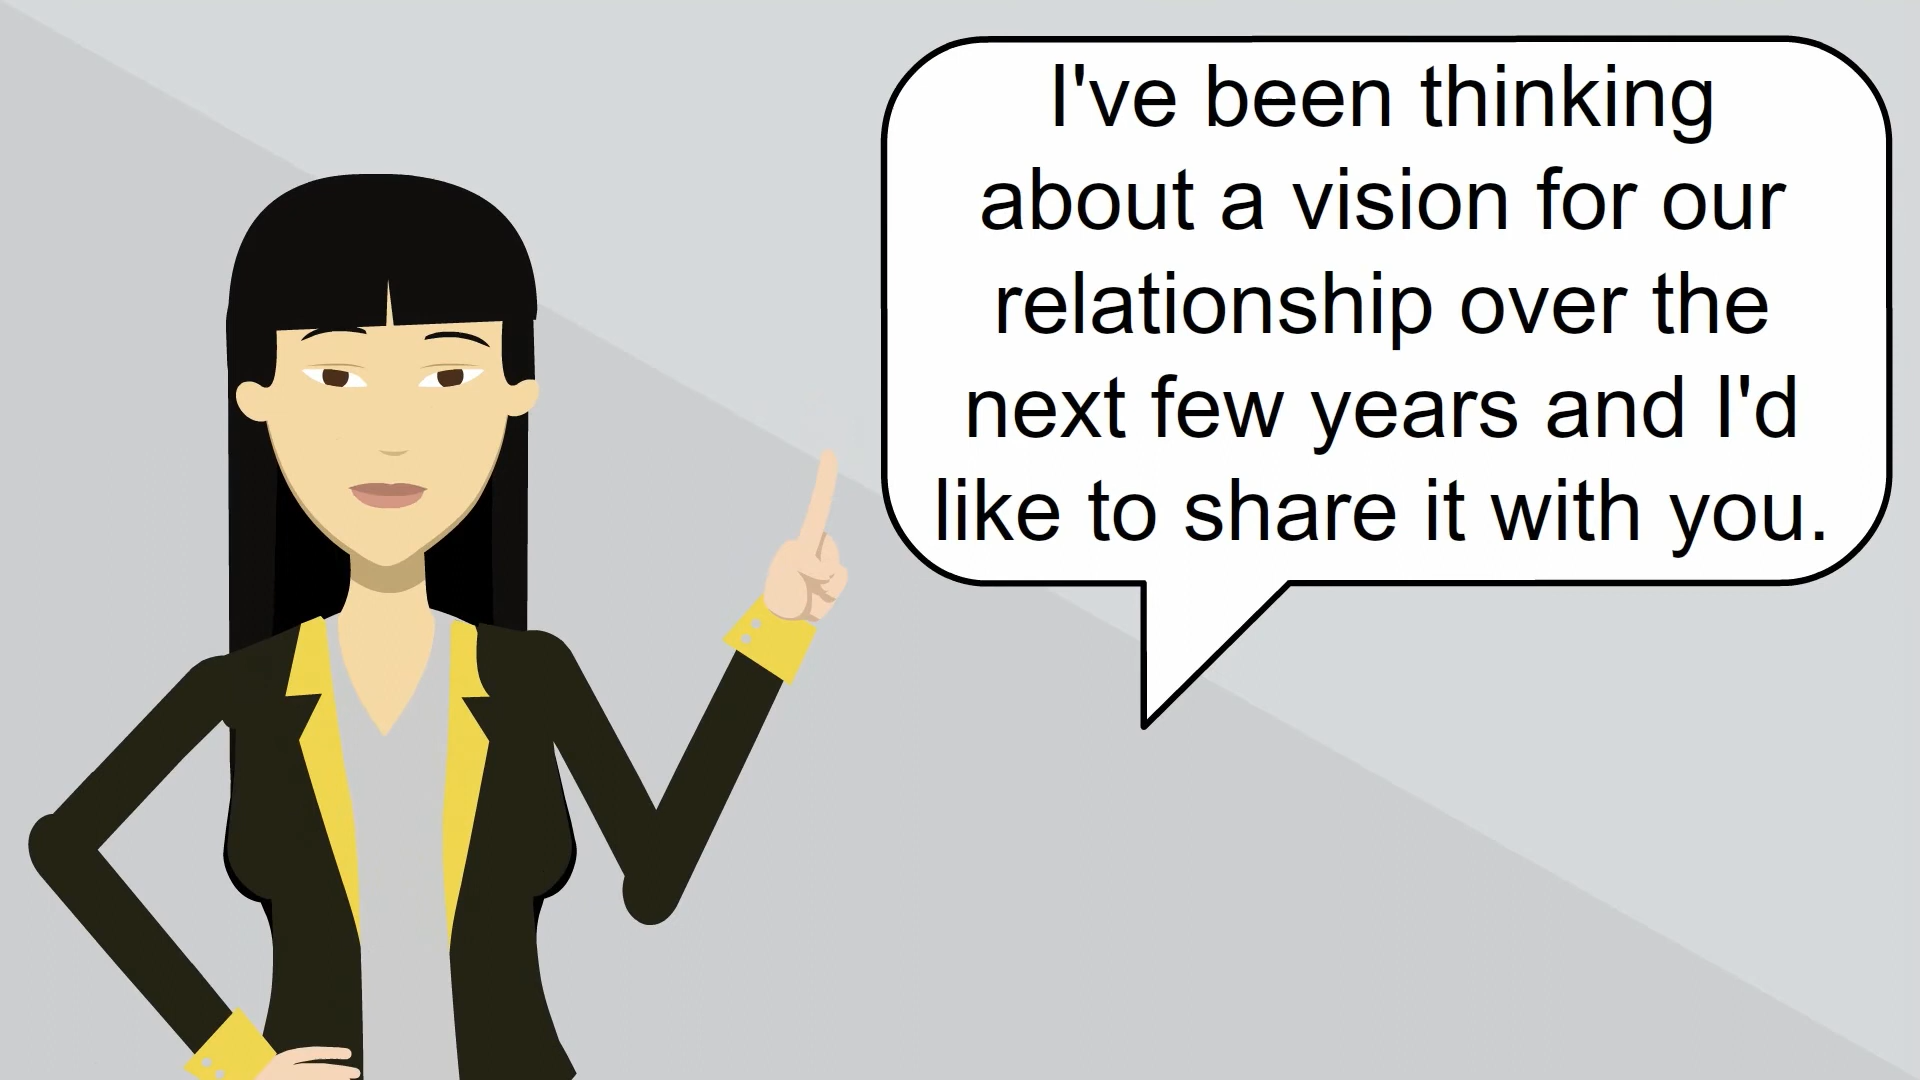 I've been thinking
about a vision for our
relationship over the
next few years and I'd
like to share it with you.